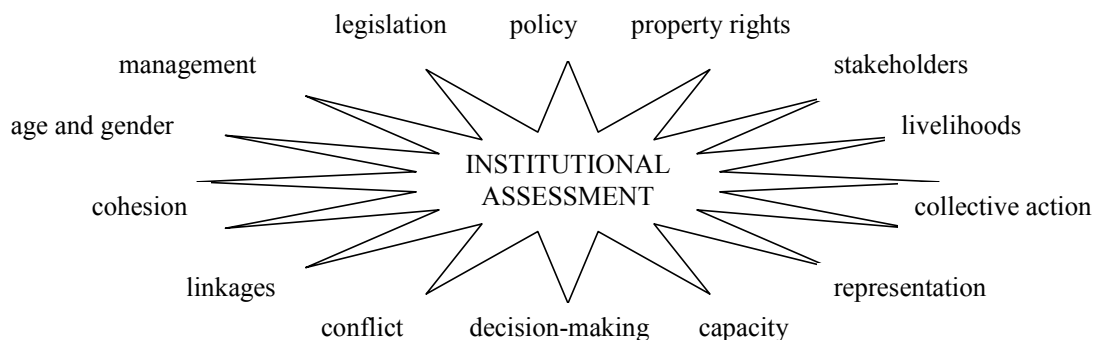 legislation policy property rights
management stakeholders
age and gender livelihoods
INSTITUTIONAL
ASSESSMENT
cohesion collective action
linkages representation
conflict decision-making capacity